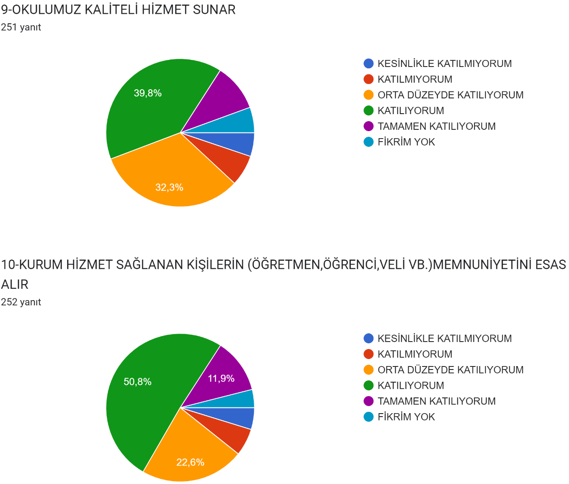 9-OKULUMUZ KALİTELİ HİZMET SUNAR
251 yanıt
39,8%
32,3%
KESİNLİKLE KATILMIYORUM
KATILMIYORUM
ORTA DÜZEYDE KATILIYORUM
KATILIYORUM
TAMAMEN KATILIYORUM
FİKRİM YOK
10-KURUM HİZMET SAĞLANAN KİŞİLERİN (ÖĞRETMEN,ÖĞRENCİ,VELİ VB.)MEMNUNİYETİNİ ESAS
ALIR
252 yanıt
50,8%
11,9%
22,6%
KESİNLİKLE KATILMIYORUM
KATILMIYORUM
ORTA DÜZEYDE KATILIYORUM
KATILIYORUM
TAMAMEN KATILIYORUM
FİKRİM YOK